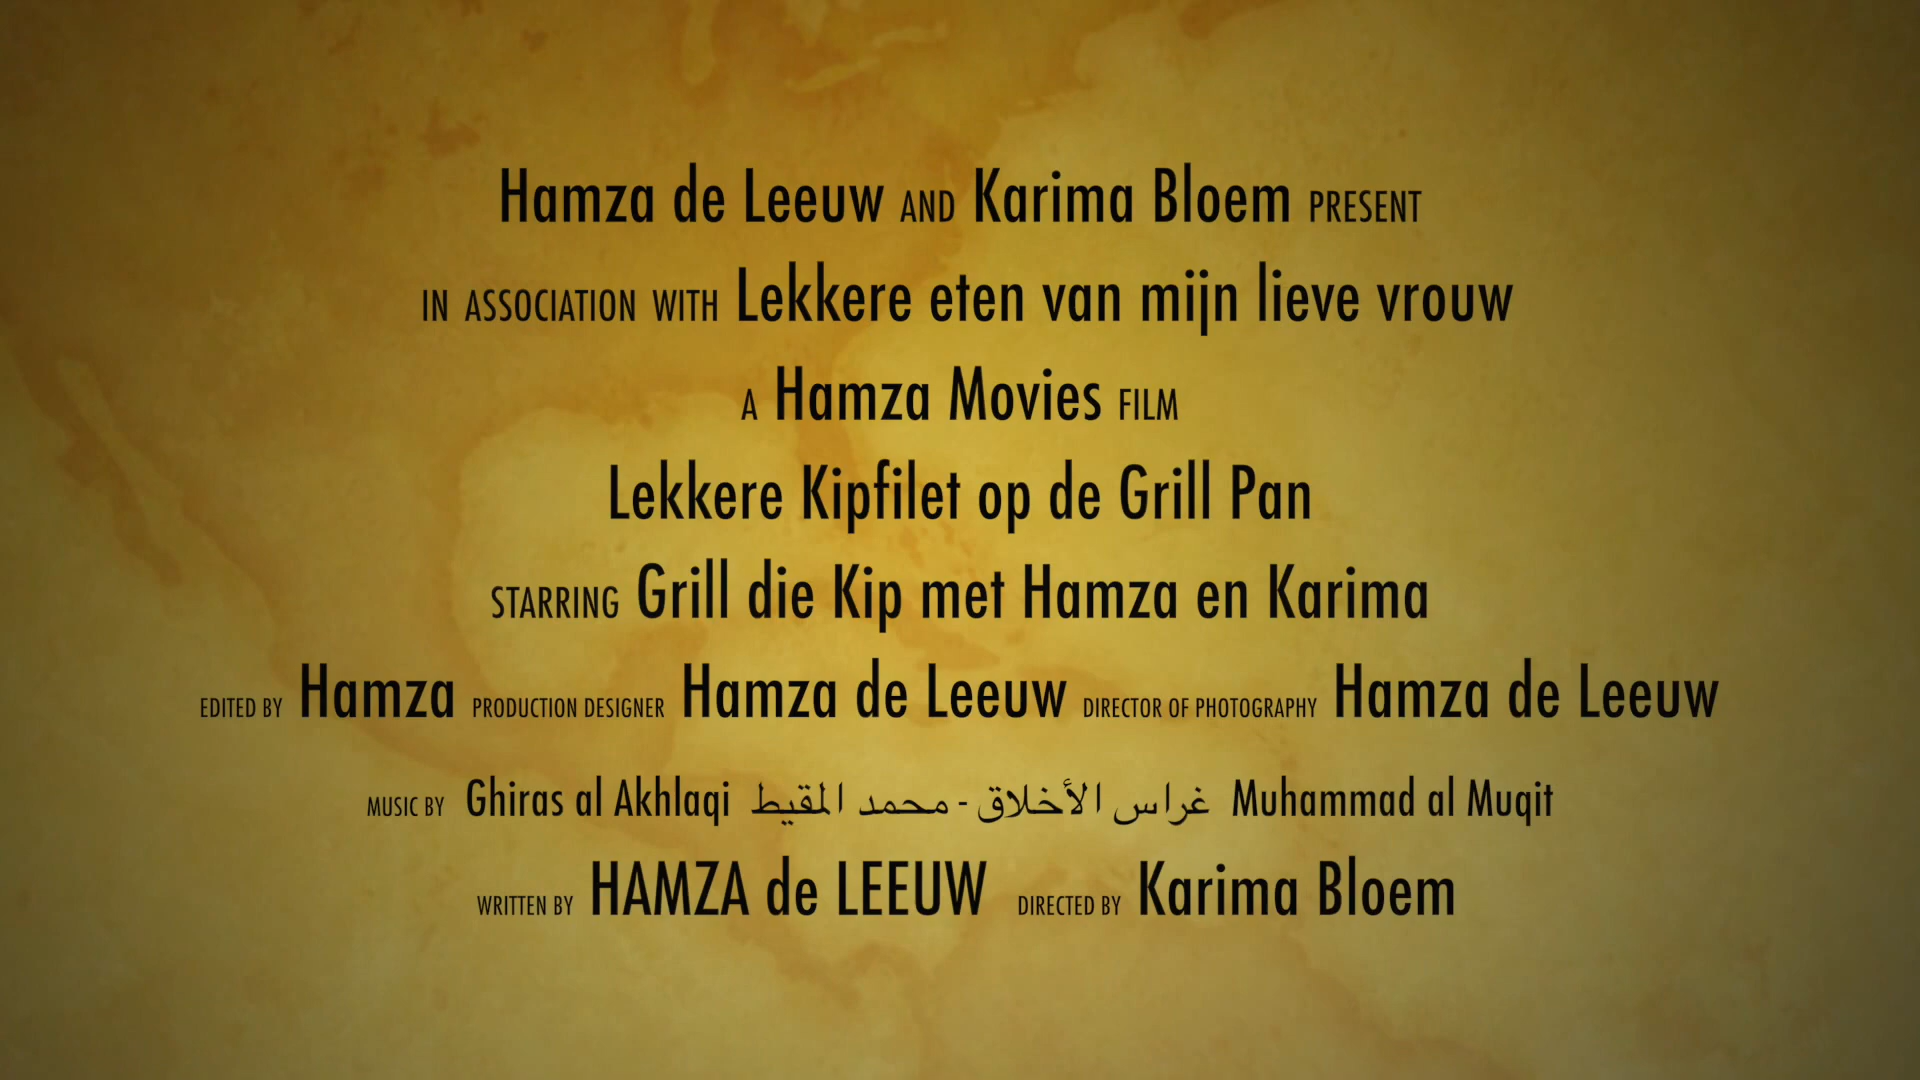 Hamza de Leeuw AND Karima Bloem PRESENT
IN ASSOCIATION WITH Lekkere eten van mijn lieve vrouw
A Hamza Movies FILM
Lekkere Kipfilet op de Grill Pan
STARRING Grill die Kip met Hamza en Karima
EDITED BY Hamza PRODUCTION DESIGNER Hamza de Leeuw DIRECTOR OF PHOTOGRAPHY Hamza de Leeuw
MUSIC BY Ghiras al Akhlaqi غراس الأخلاق - محمد المقيط Muhammad al Muqit
WRITTEN BY HAMZA de LEEUW DIRECTED BY Karima Bloem